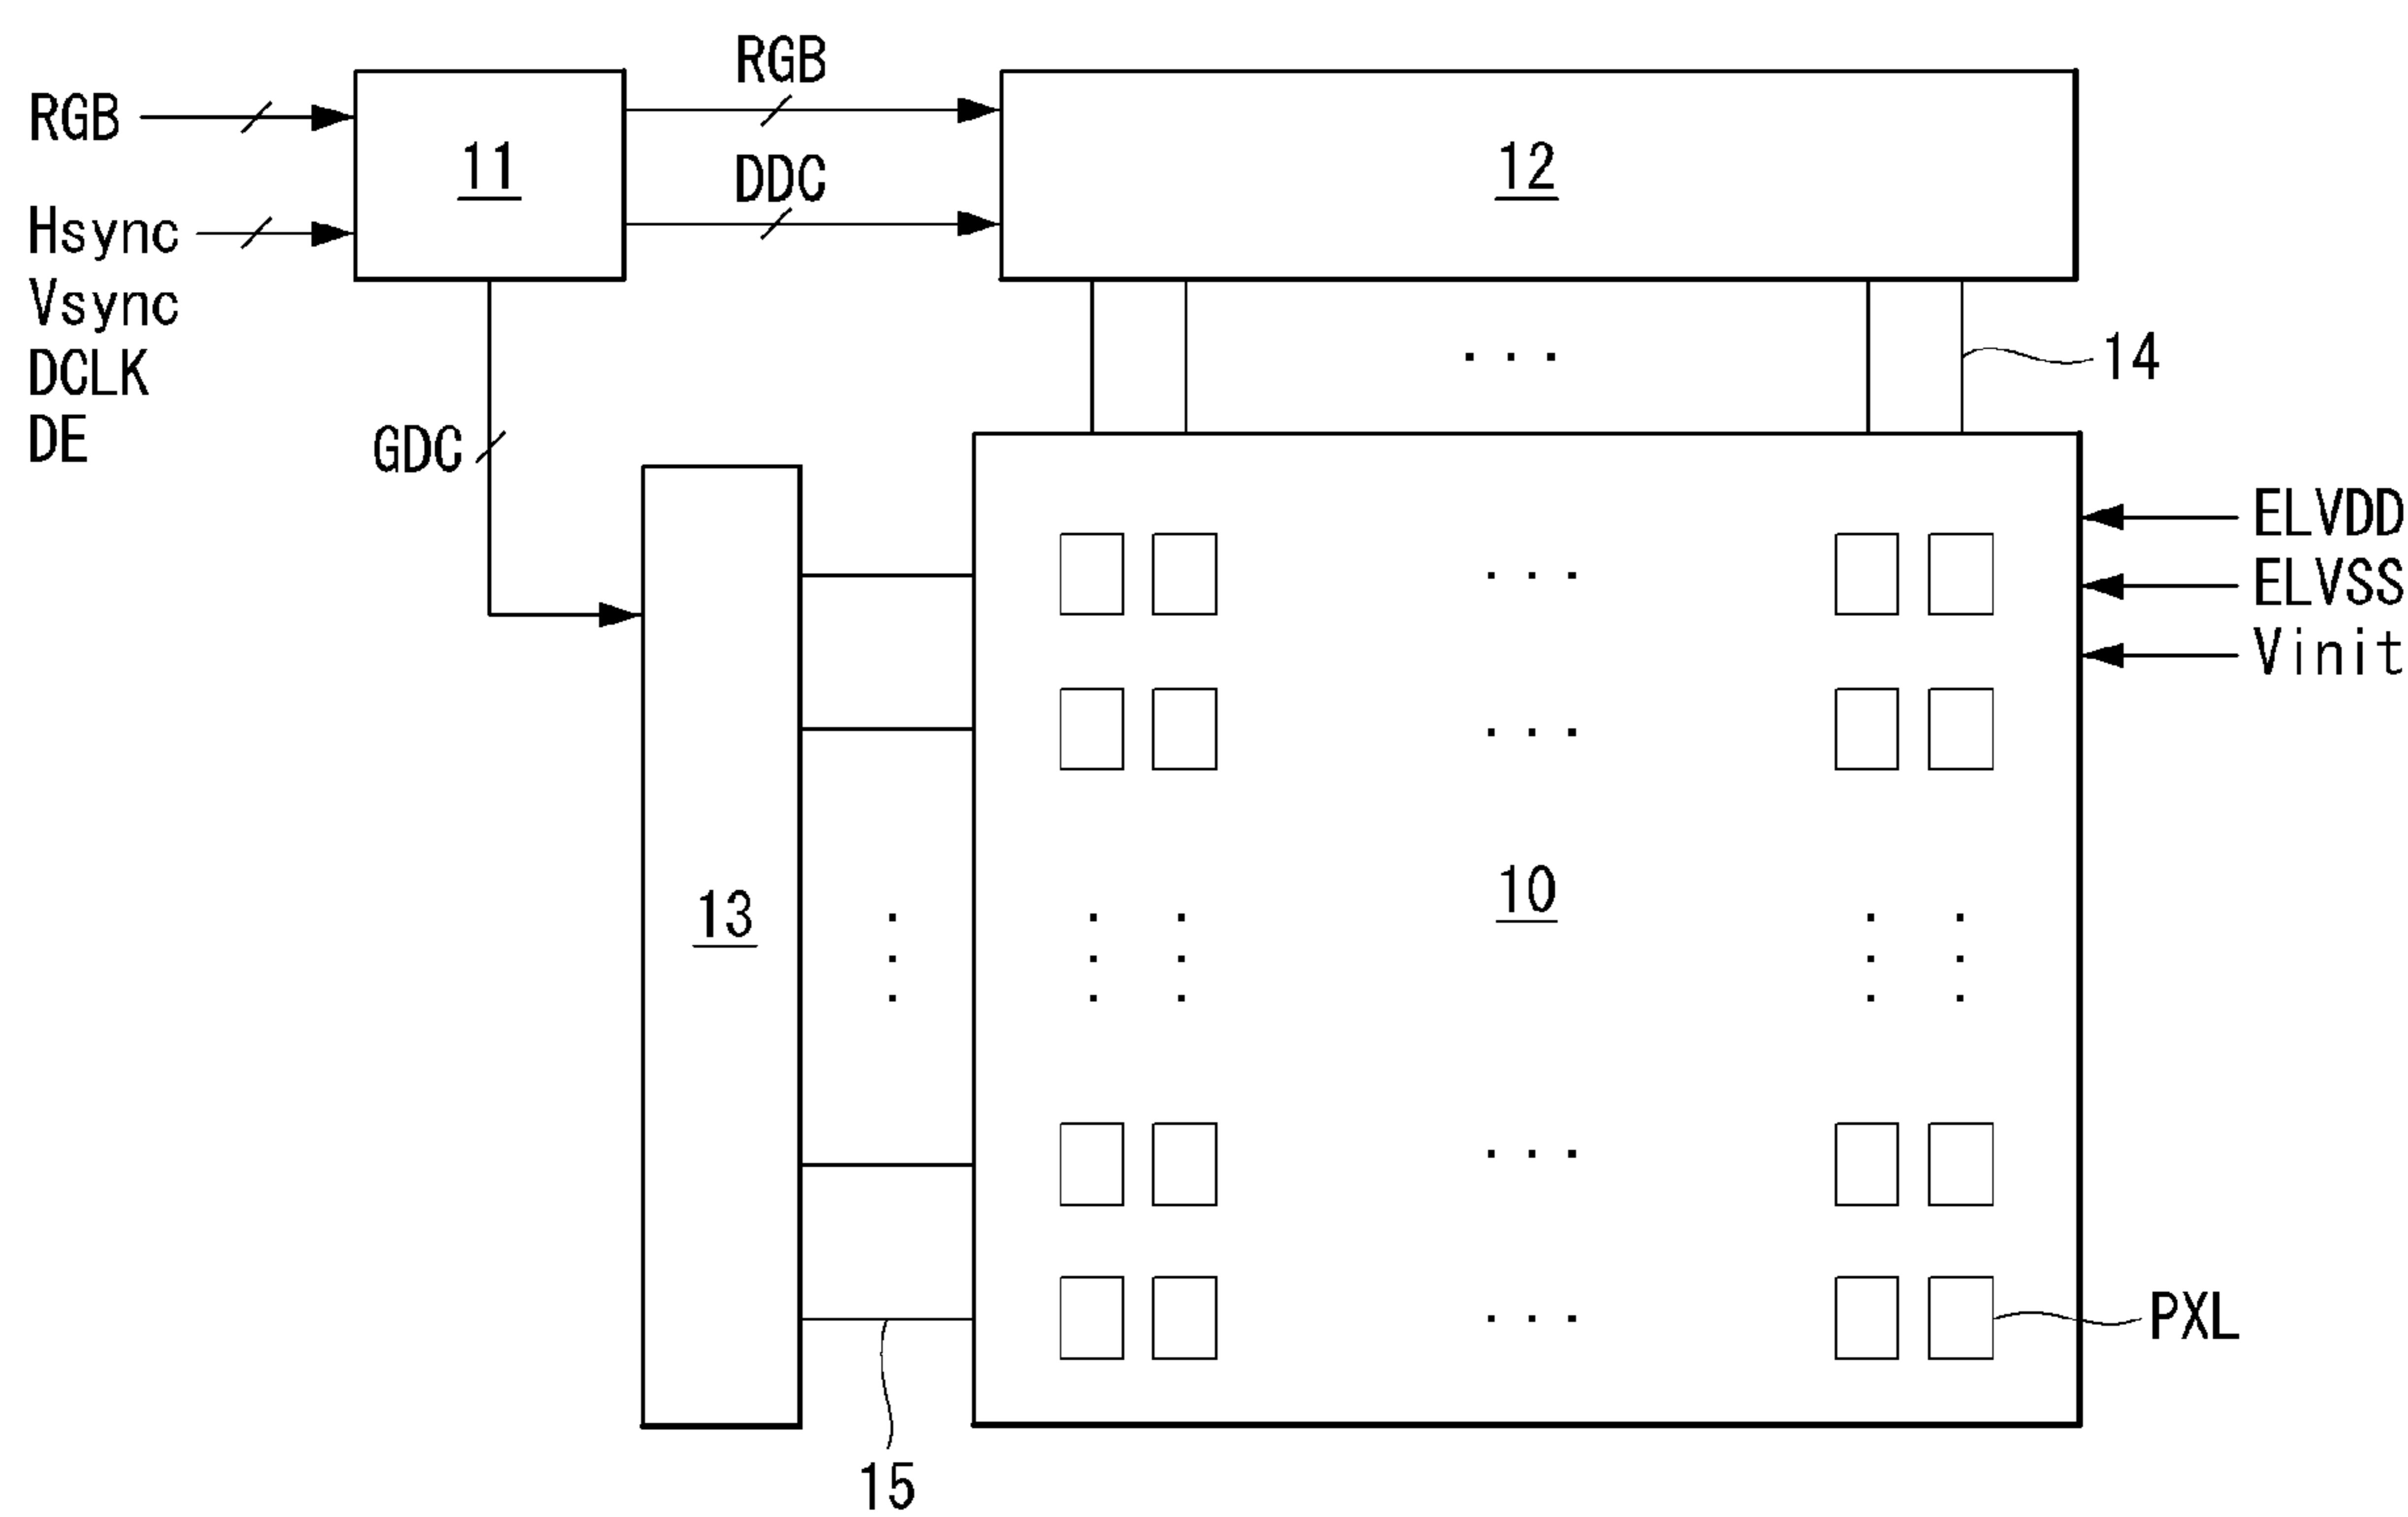 RGB
RGB
11
12
DDC
Hsync
Vsync
DCLK
DE
14
GDC
ELVDD
ELVSS
Vinit
10
13
PXL
15